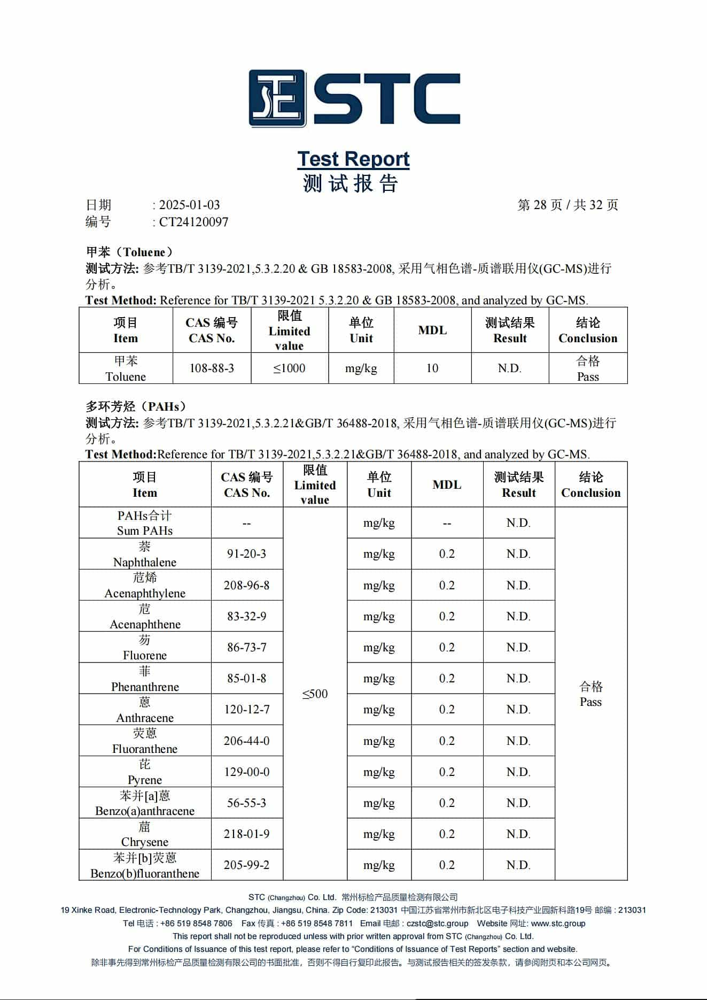 STC
Test Report
测试报告
日期 : 2025-01-03 第 28 页 / 共 32 页
编号 : CT24120097
甲苯（Toluene）
测试方法: 参考TB/T 3139-2021,5.3.2.20 & GB 18583-2008, 采用气相色谱-质谱联用仪(GC-MS)进行
分析。
Test Method: Reference for TB/T 3139-2021 5.3.2.20 & GB 18583-2008, and analyzed by GC-MS.
项目 Item CAS 编号 CAS No. 限值 Limited value 单位 Unit MDL 测试结果 Result 结论 Conclusion
甲苯 Toluene 108-88-3 ≤1000 mg/kg 10 N.D. 合格 Pass
多环芳烃（PAHs）
测试方法: 参考TB/T 3139-2021,5.3.2.21&GB/T 36488-2018, 采用气相色谱-质谱联用仪(GC-MS)进行
分析。
Test Method:Reference for TB/T 3139-2021,5.3.2.21&GB/T 36488-2018, and analyzed by GC-MS.
项目 Item CAS 编号 CAS No. 限值 Limited value 单位 Unit MDL 测试结果 Result 结论 Conclusion
PAHs合计 Sum PAHs -- ≤500 mg/kg -- N.D. 合格 Pass
萘 Naphthalene 91-20-3 mg/kg 0.2 N.D.
苊烯 Acenaphthylene 208-96-8 mg/kg 0.2 N.D.
苊 Acenaphthene 83-32-9 mg/kg 0.2 N.D.
芴 Fluorene 86-73-7 mg/kg 0.2 N.D.
菲 Phenanthrene 85-01-8 mg/kg 0.2 N.D.
蒽 Anthracene 120-12-7 mg/kg 0.2 N.D.
荧蒽 Fluoranthene 206-44-0 mg/kg 0.2 N.D.
芘 Pyrene 129-00-0 mg/kg 0.2 N.D.
苯并[a]蒽 Benzo(a)anthracene 56-55-3 mg/kg 0.2 N.D.
䓛 Chrysene 218-01-9 mg/kg 0.2 N.D.
苯并[b]荧蒽 Benzo(b)fluoranthene 205-99-2 mg/kg 0.2 N.D.
STC (Changzhou) Co. Ltd. 常州标检产品质量检测有限公司
19 Xinke Road, Electronic-Technology Park, Changzhou, Jiangsu, China. Zip Code: 213031 中国江苏省常州市新北区电子科技产业园新科路19号 邮编 : 213031
Tel 电话 : +86 519 8548 7806 Fax 传真 : +86 519 8548 7811 Email 电邮 : czstc@stc.group Website 网址: www.stc.group
This report shall not be reproduced unless with prior written approval from STC (Changzhou) Co. Ltd.
For Conditions of Issuance of this test report, please refer to “Conditions of Issuance of Test Reports” section and website.
除非事先得到常州标检产品质量检测有限公司的书面批准，否则不得自行复印此报告。与测试报告相关的签发条款，请参阅附页和本公司网页。